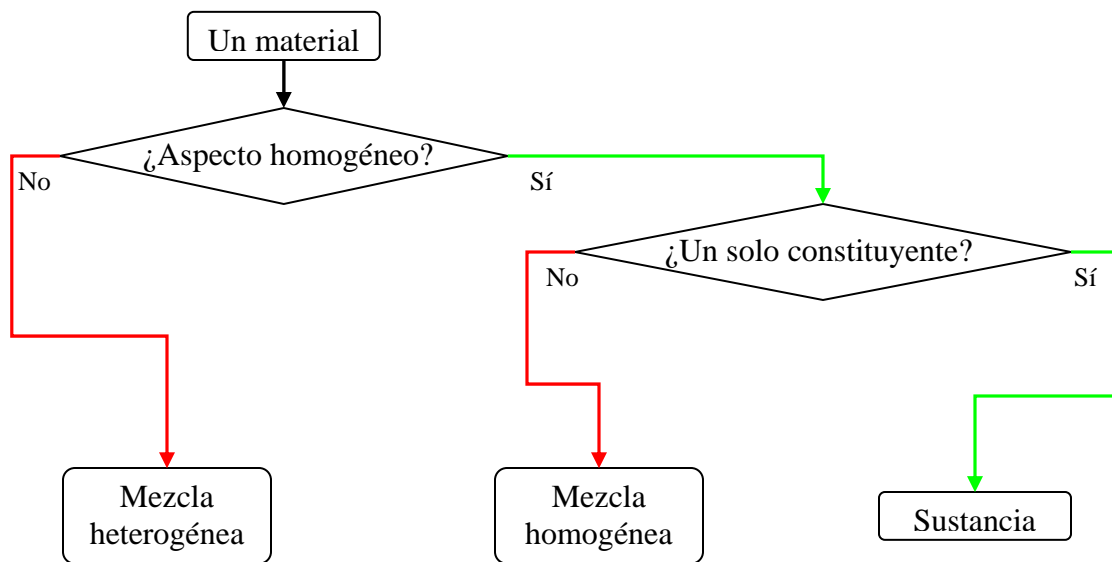 Un material
¿Aspecto homogéneo?
No
Sí
¿Un solo constituyente?
No
Sí
Mezcla
heterogénea
Mezcla
homogénea
Sustancia